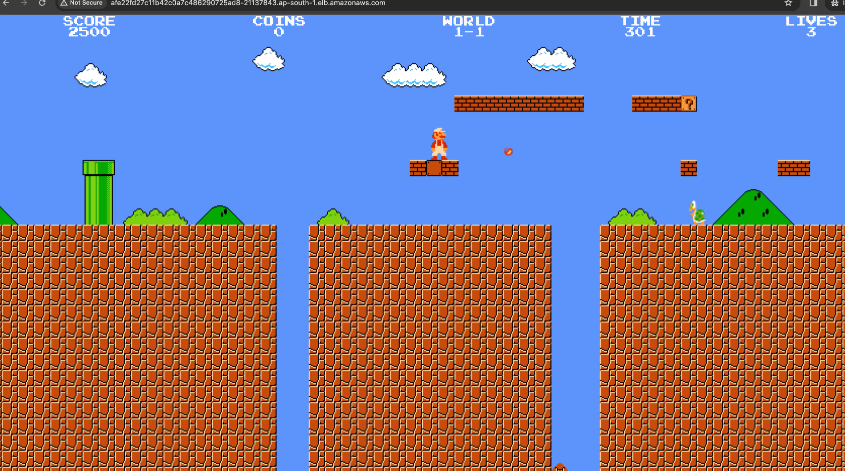 Not Secure afe22fd27c11b42c0a7c486290725ad8-21137843.ap-south-1.elb.amazonaws.com
SCORE COINS WORLD TIME LIVES
2500 0 1-1 301 3
?